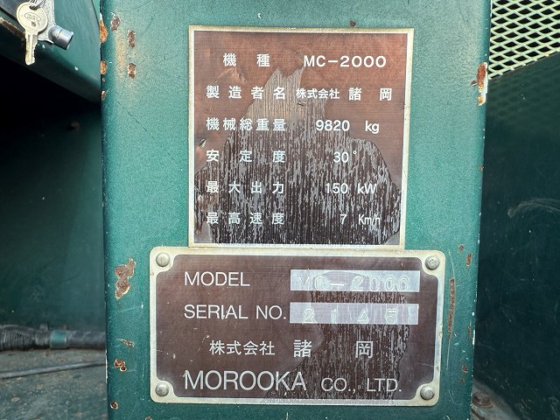 機種 MC-2000
製造者名 株式会社 諸岡
機械総重量 9820 kg
安定度 30°
最大出力 150 kW
最高速度 7 Km/h
MODEL MC-2000
SERIAL NO.
株式会社 諸岡
MOROOKA CO., LTD.